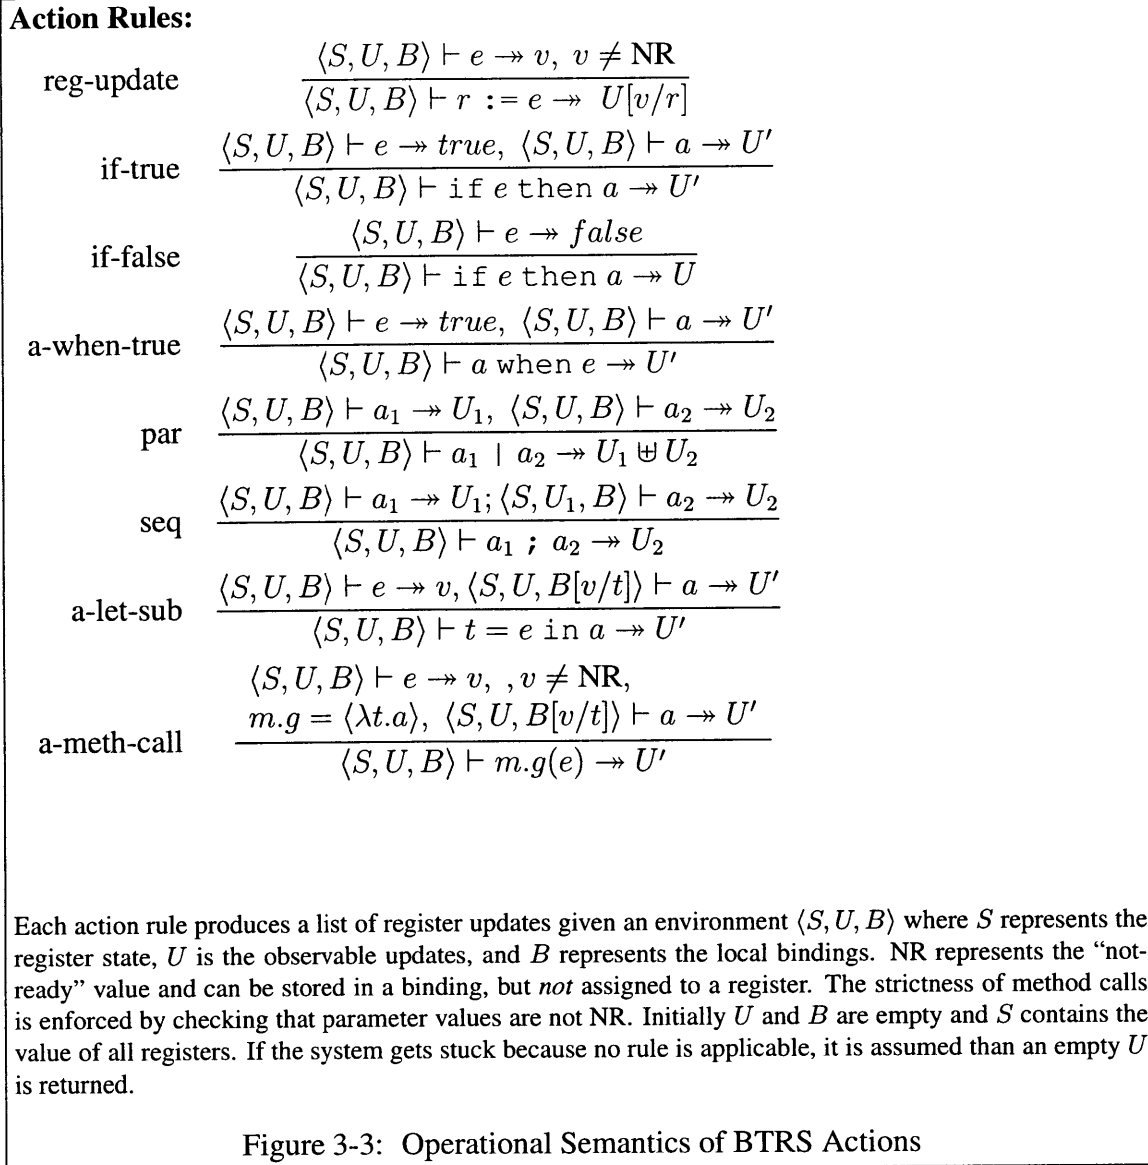 Action Rules:
reg-update ⟨S, U, B⟩ ⊢ e ↠ v, v ≠ NR
⟨S, U, B⟩ ⊢ r := e ↠ U[v/r]
if-true ⟨S, U, B⟩ ⊢ e ↠ true, ⟨S, U, B⟩ ⊢ a ↠ U′
⟨S, U, B⟩ ⊢ if e then a ↠ U′
if-false ⟨S, U, B⟩ ⊢ e ↠ false
⟨S, U, B⟩ ⊢ if e then a ↠ U
a-when-true ⟨S, U, B⟩ ⊢ e ↠ true, ⟨S, U, B⟩ ⊢ a ↠ U′
⟨S, U, B⟩ ⊢ a when e ↠ U′
par ⟨S, U, B⟩ ⊢ a₁ ↠ U₁, ⟨S, U, B⟩ ⊢ a₂ ↠ U₂
⟨S, U, B⟩ ⊢ a₁ | a₂ ↠ U₁ ⊎ U₂
seq ⟨S, U, B⟩ ⊢ a₁ ↠ U₁; ⟨S, U₁, B⟩ ⊢ a₂ ↠ U₂
⟨S, U, B⟩ ⊢ a₁ ; a₂ ↠ U₂
a-let-sub ⟨S, U, B⟩ ⊢ e ↠ v, ⟨S, U, B[v/t]⟩ ⊢ a ↠ U′
⟨S, U, B⟩ ⊢ t = e in a ↠ U′
⟨S, U, B⟩ ⊢ e ↠ v, , v ≠ NR,
a-meth-call m.g = ⟨λt.a⟩, ⟨S, U, B[v/t]⟩ ⊢ a ↠ U′
⟨S, U, B⟩ ⊢ m.g(e) ↠ U′
Each action rule produces a list of register updates given an environment ⟨S, U, B⟩ where S represents the
register state, U is the observable updates, and B represents the local bindings. NR represents the “not-
ready” value and can be stored in a binding, but not assigned to a register. The strictness of method calls
is enforced by checking that parameter values are not NR. Initially U and B are empty and S contains the
value of all registers. If the system gets stuck because no rule is applicable, it is assumed than an empty U
is returned.
Figure 3-3: Operational Semantics of BTRS Actions